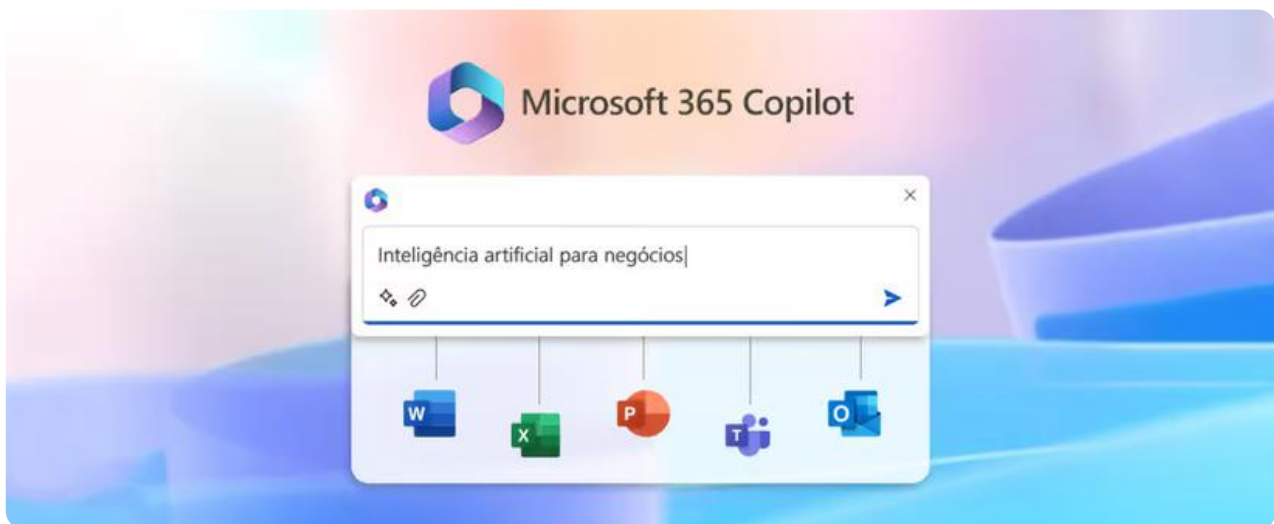 Microsoft 365 Copilot
Inteligência artificial para negócios
W
X
P
T
O